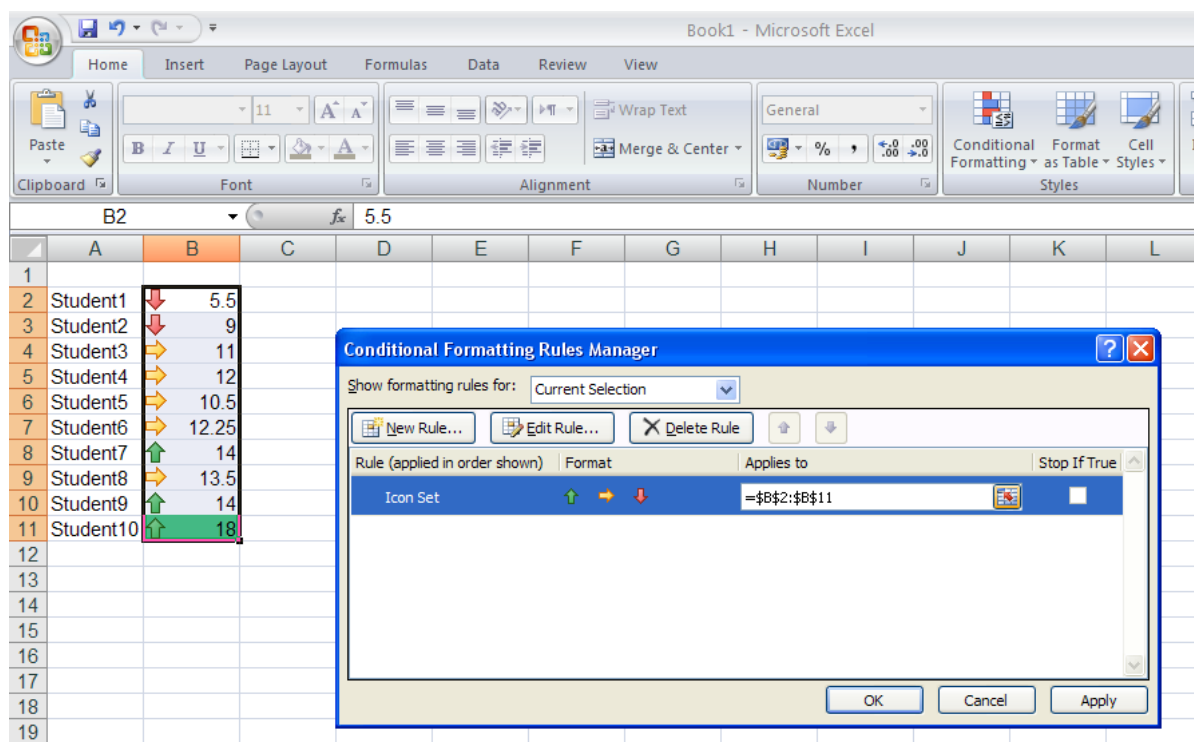 Book1 - Microsoft Excel
Home Insert Page Layout Formulas Data Review View
Paste
Clipboard
11
A A
B I U A
Font
Wrap Text
Merge & Center
Alignment
General
% , .0 .00 .00 .0
Number
Conditional Formatting
Format as Table
Cell Styles
Styles
B2 fx 5.5
A B C D E F G H I J K L
1
2 Student1 5.5
3 Student2 9
4 Student3 11
5 Student4 12
6 Student5 10.5
7 Student6 12.25
8 Student7 14
9 Student8 13.5
10 Student9 14
11 Student10 18
12
13
14
15
16
17
18
19
Conditional Formatting Rules Manager
Show formatting rules for: Current Selection
New Rule... Edit Rule... Delete Rule
Rule (applied in order shown) Format Applies to Stop If True
Icon Set =$B$2:$B$11
OK Cancel Apply